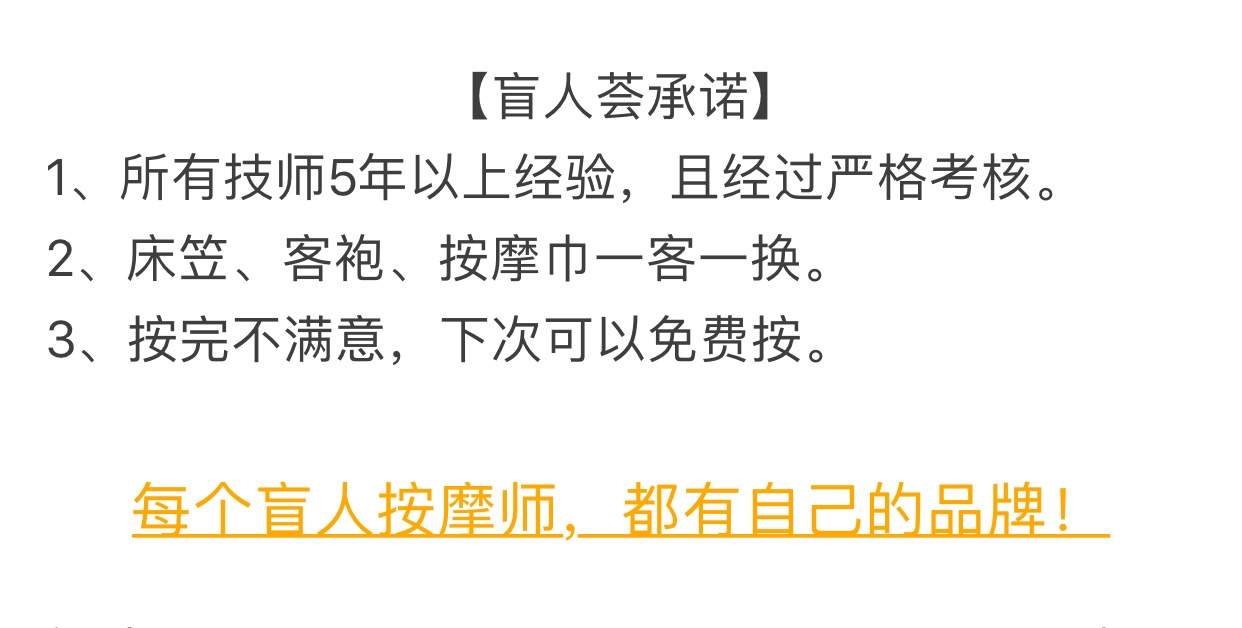 【盲人荟承诺】
1、所有技师5年以上经验，且经过严格考核。
2、床笠、客袍、按摩巾一客一换。
3、按完不满意，下次可以免费按。
每个盲人按摩师，都有自己的品牌！